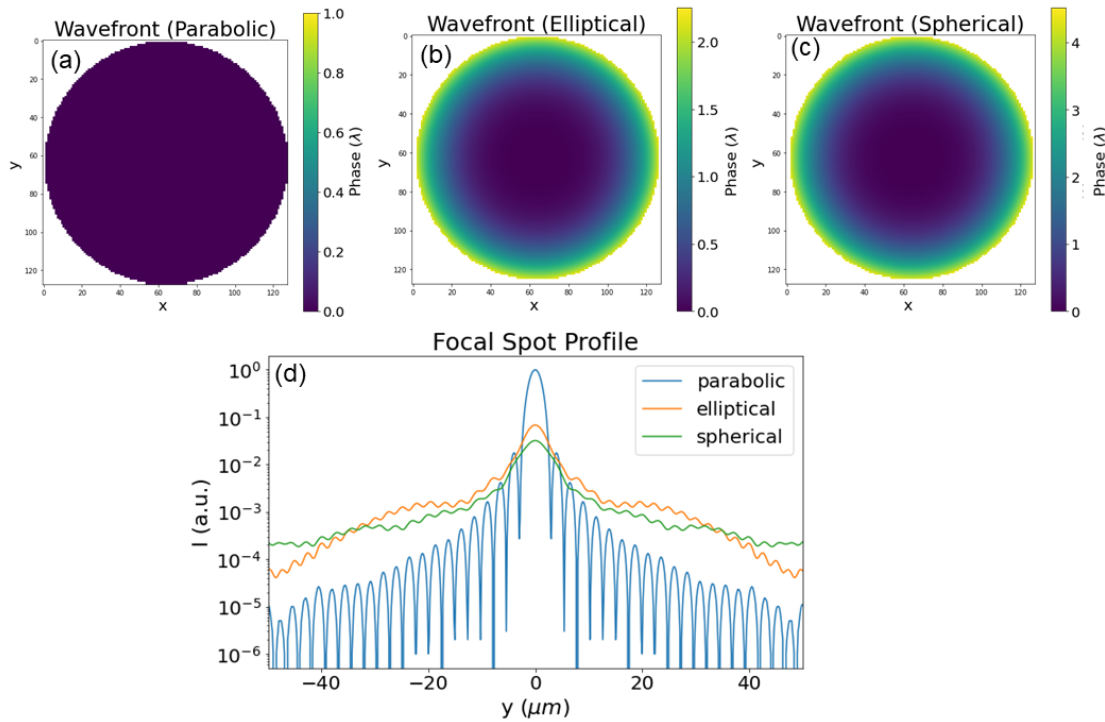 Wavefront (Parabolic)
(a)
0
20
40
60
80
100
120
y
0 20 40 60 80 100 120
x
1.0
0.8
0.6
0.4
0.2
0.0
Phase (λ)
Wavefront (Elliptical)
(b)
0
20
40
60
80
100
120
y
0 20 40 60 80 100 120
x
2.0
1.5
1.0
0.5
0.0
Phase (λ)
Wavefront (Spherical)
(c)
0
20
40
60
80
100
120
y
0 20 40 60 80 100 120
x
4
3
2
1
0
Phase (λ)
Focal Spot Profile
(d)
10⁰
10⁻¹
10⁻²
10⁻³
10⁻⁴
10⁻⁵
10⁻⁶
I (a.u.)
parabolic
elliptical
spherical
−40 −20 0 20 40
y (μm)